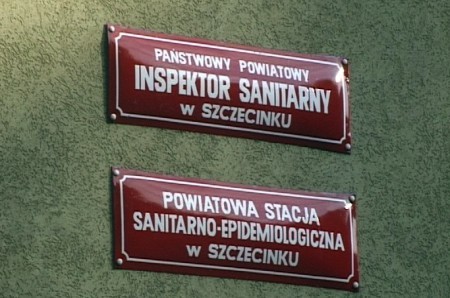 PAŃSTWOWY POWIATOWY
INSPEKTOR SANITARNY
W SZCZECINKU
POWIATOWA STACJA
SANITARNO-EPIDEMIOLOGICZNA
W SZCZECINKU